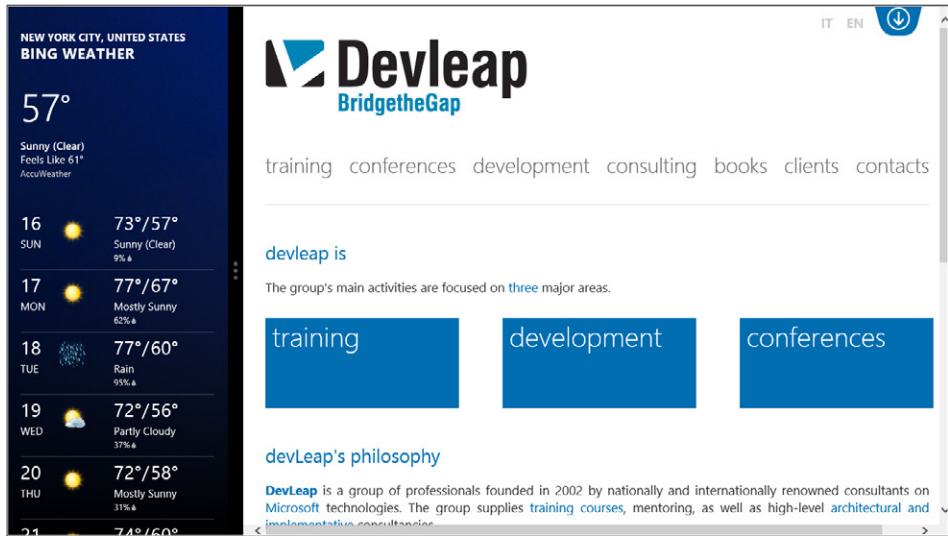 NEW YORK CITY, UNITED STATES
BING WEATHER
57°
Sunny (Clear)
Feels Like 61°
AccuWeather
16
SUN
73°/57°
Sunny (Clear)
9%
17
MON
77°/67°
Mostly Sunny
62%
18
TUE
77°/60°
Rain
95%
19
WED
72°/56°
Partly Cloudy
37%
20
THU
72°/58°
Mostly Sunny
31%
21
74°/60°
IT EN
Devleap
BridgetheGap
training conferences development consulting books clients contacts
devleap is
The group's main activities are focused on three major areas.
training
development
conferences
devLeap's philosophy
DevLeap is a group of professionals founded in 2002 by nationally and internationally renowned consultants on
Microsoft technologies. The group supplies training courses, mentoring, as well as high-level architectural and
implementative consultancies